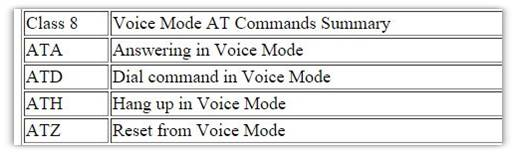 Class 8 Voice Mode AT Commands Summary
ATA Answering in Voice Mode
ATD Dial command in Voice Mode
ATH Hang up in Voice Mode
ATZ Reset from Voice Mode